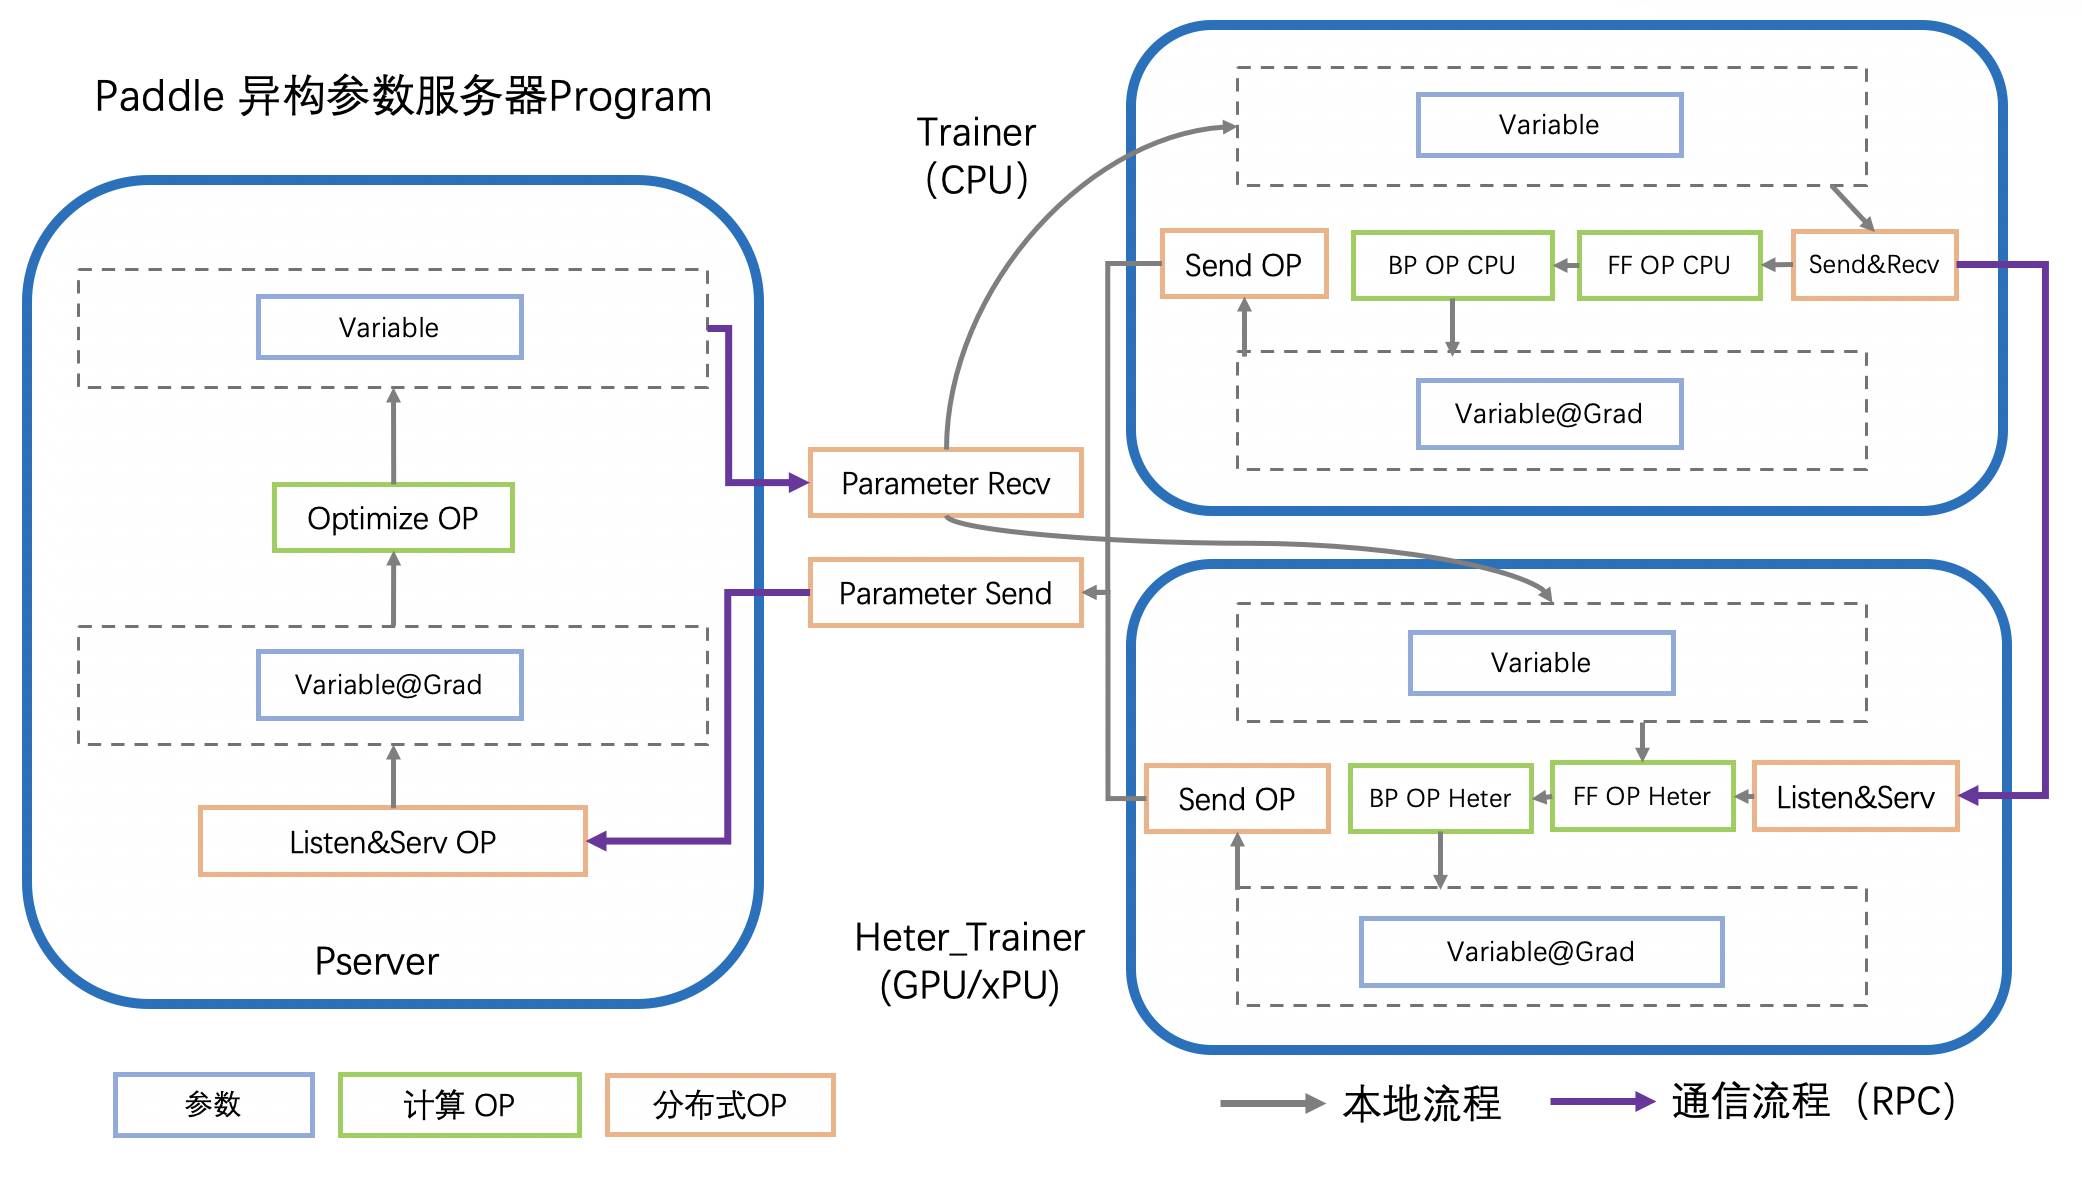 Paddle 异构参数服务器Program
Variable
Optimize OP
Variable@Grad
Listen&Serv OP
Pserver
Parameter Recv
Parameter Send
Trainer
（CPU）
Variable
Send OP
BP OP CPU
FF OP CPU
Send&Recv
Variable@Grad
Heter_Trainer
(GPU/xPU)
Variable
Send OP
BP OP Heter
FF OP Heter
Listen&Serv
Variable@Grad
参数
计算 OP
分布式OP
本地流程
通信流程（RPC）